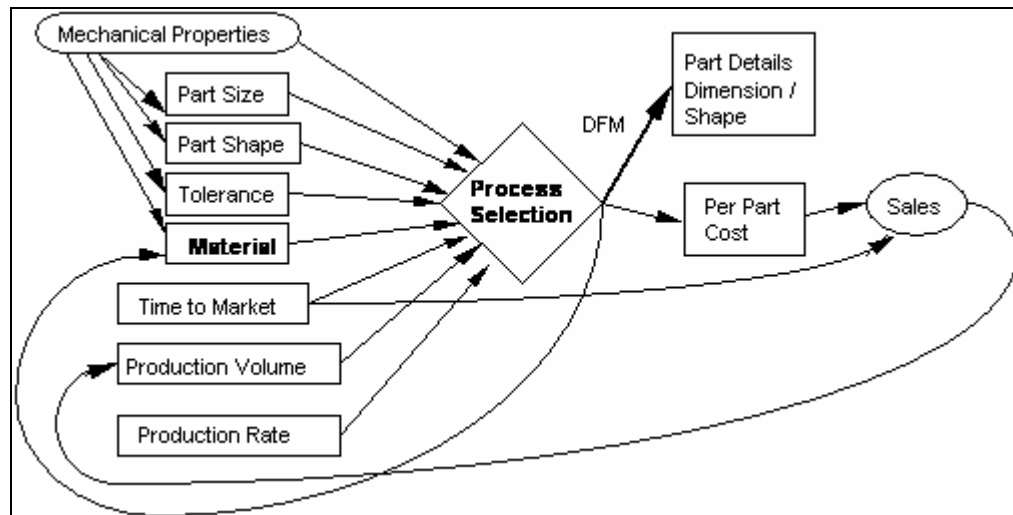 Mechanical Properties
Part Size
Part Shape
Tolerance
Material
Time to Market
Production Volume
Production Rate
Process
Selection
DFM
Part Details
Dimension /
Shape
Per Part
Cost
Sales